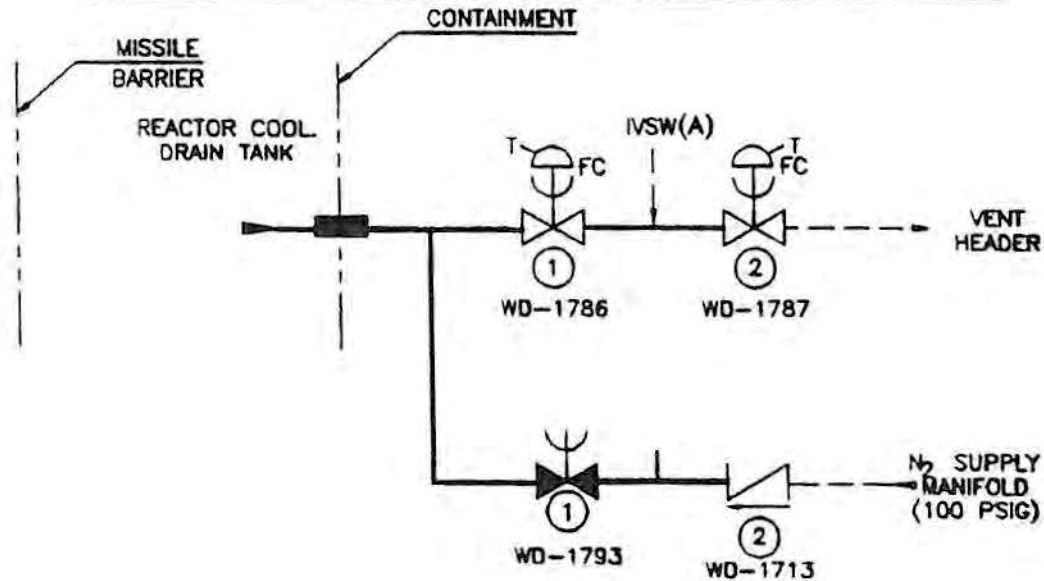 CONTAINMENT
MISSILE
BARRIER
REACTOR COOL.
DRAIN TANK
IVSW(A)
T
FC
T
FC
VENT
HEADER
1
2
WD-1786
WD-1787
N2 SUPPLY
MANIFOLD
(100 PSIG)
1
2
WD-1793
WD-1713